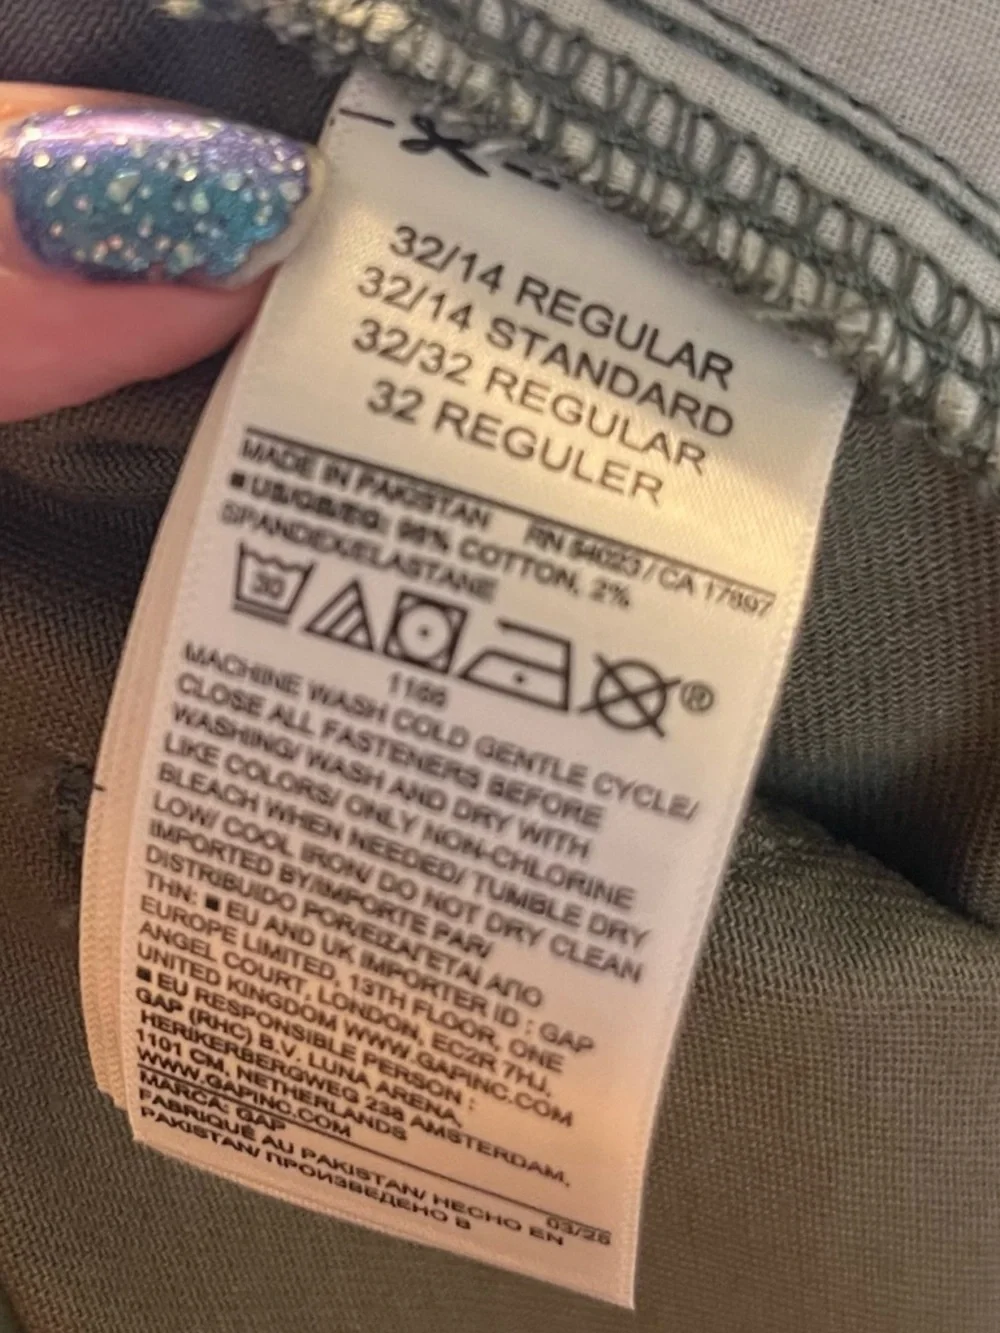 32/14 REGULAR
32/14 STANDARD
32/32 REGULAR
32 REGULER
MADE IN PAKISTAN RN 54023 / CA 17897
■ US/GB/EG: 98% COTTON, 2%
SPANDEX/ELASTANE
30
®
1166
MACHINE WASH COLD GENTLE CYCLE/
CLOSE ALL FASTENERS BEFORE
WASHING/ WASH AND DRY WITH
LIKE COLORS/ ONLY NON-CHLORINE
BLEACH WHEN NEEDED/ TUMBLE DRY
LOW/ COOL IRON/ DO NOT DRY CLEAN
IMPORTED BY/IMPORTE PAR/
DISTRIBUIDO POR/ΕΙΣΑΓΕΤΑΙ ΑΠΟ
ΤΗΝ: ■ EU AND UK IMPORTER ID : GAP
EUROPE LIMITED, 13TH FLOOR, ONE
ANGEL COURT, LONDON, EC2R 7HJ,
UNITED KINGDOM WWW.GAPINC.COM
■ EU RESPONSIBLE PERSON :
GAP (RHC) B.V. LUNA ARENA,
HERIKERBERGWEG 238 AMSTERDAM,
1101 CM, NETHERLANDS
WWW.GAPINC.COM
MARCA: GAP 03/25
FABRIQUÉ AU PAKISTAN/ HECHO EN
PAKISTAN/ ПРОИЗВЕДЕНО В